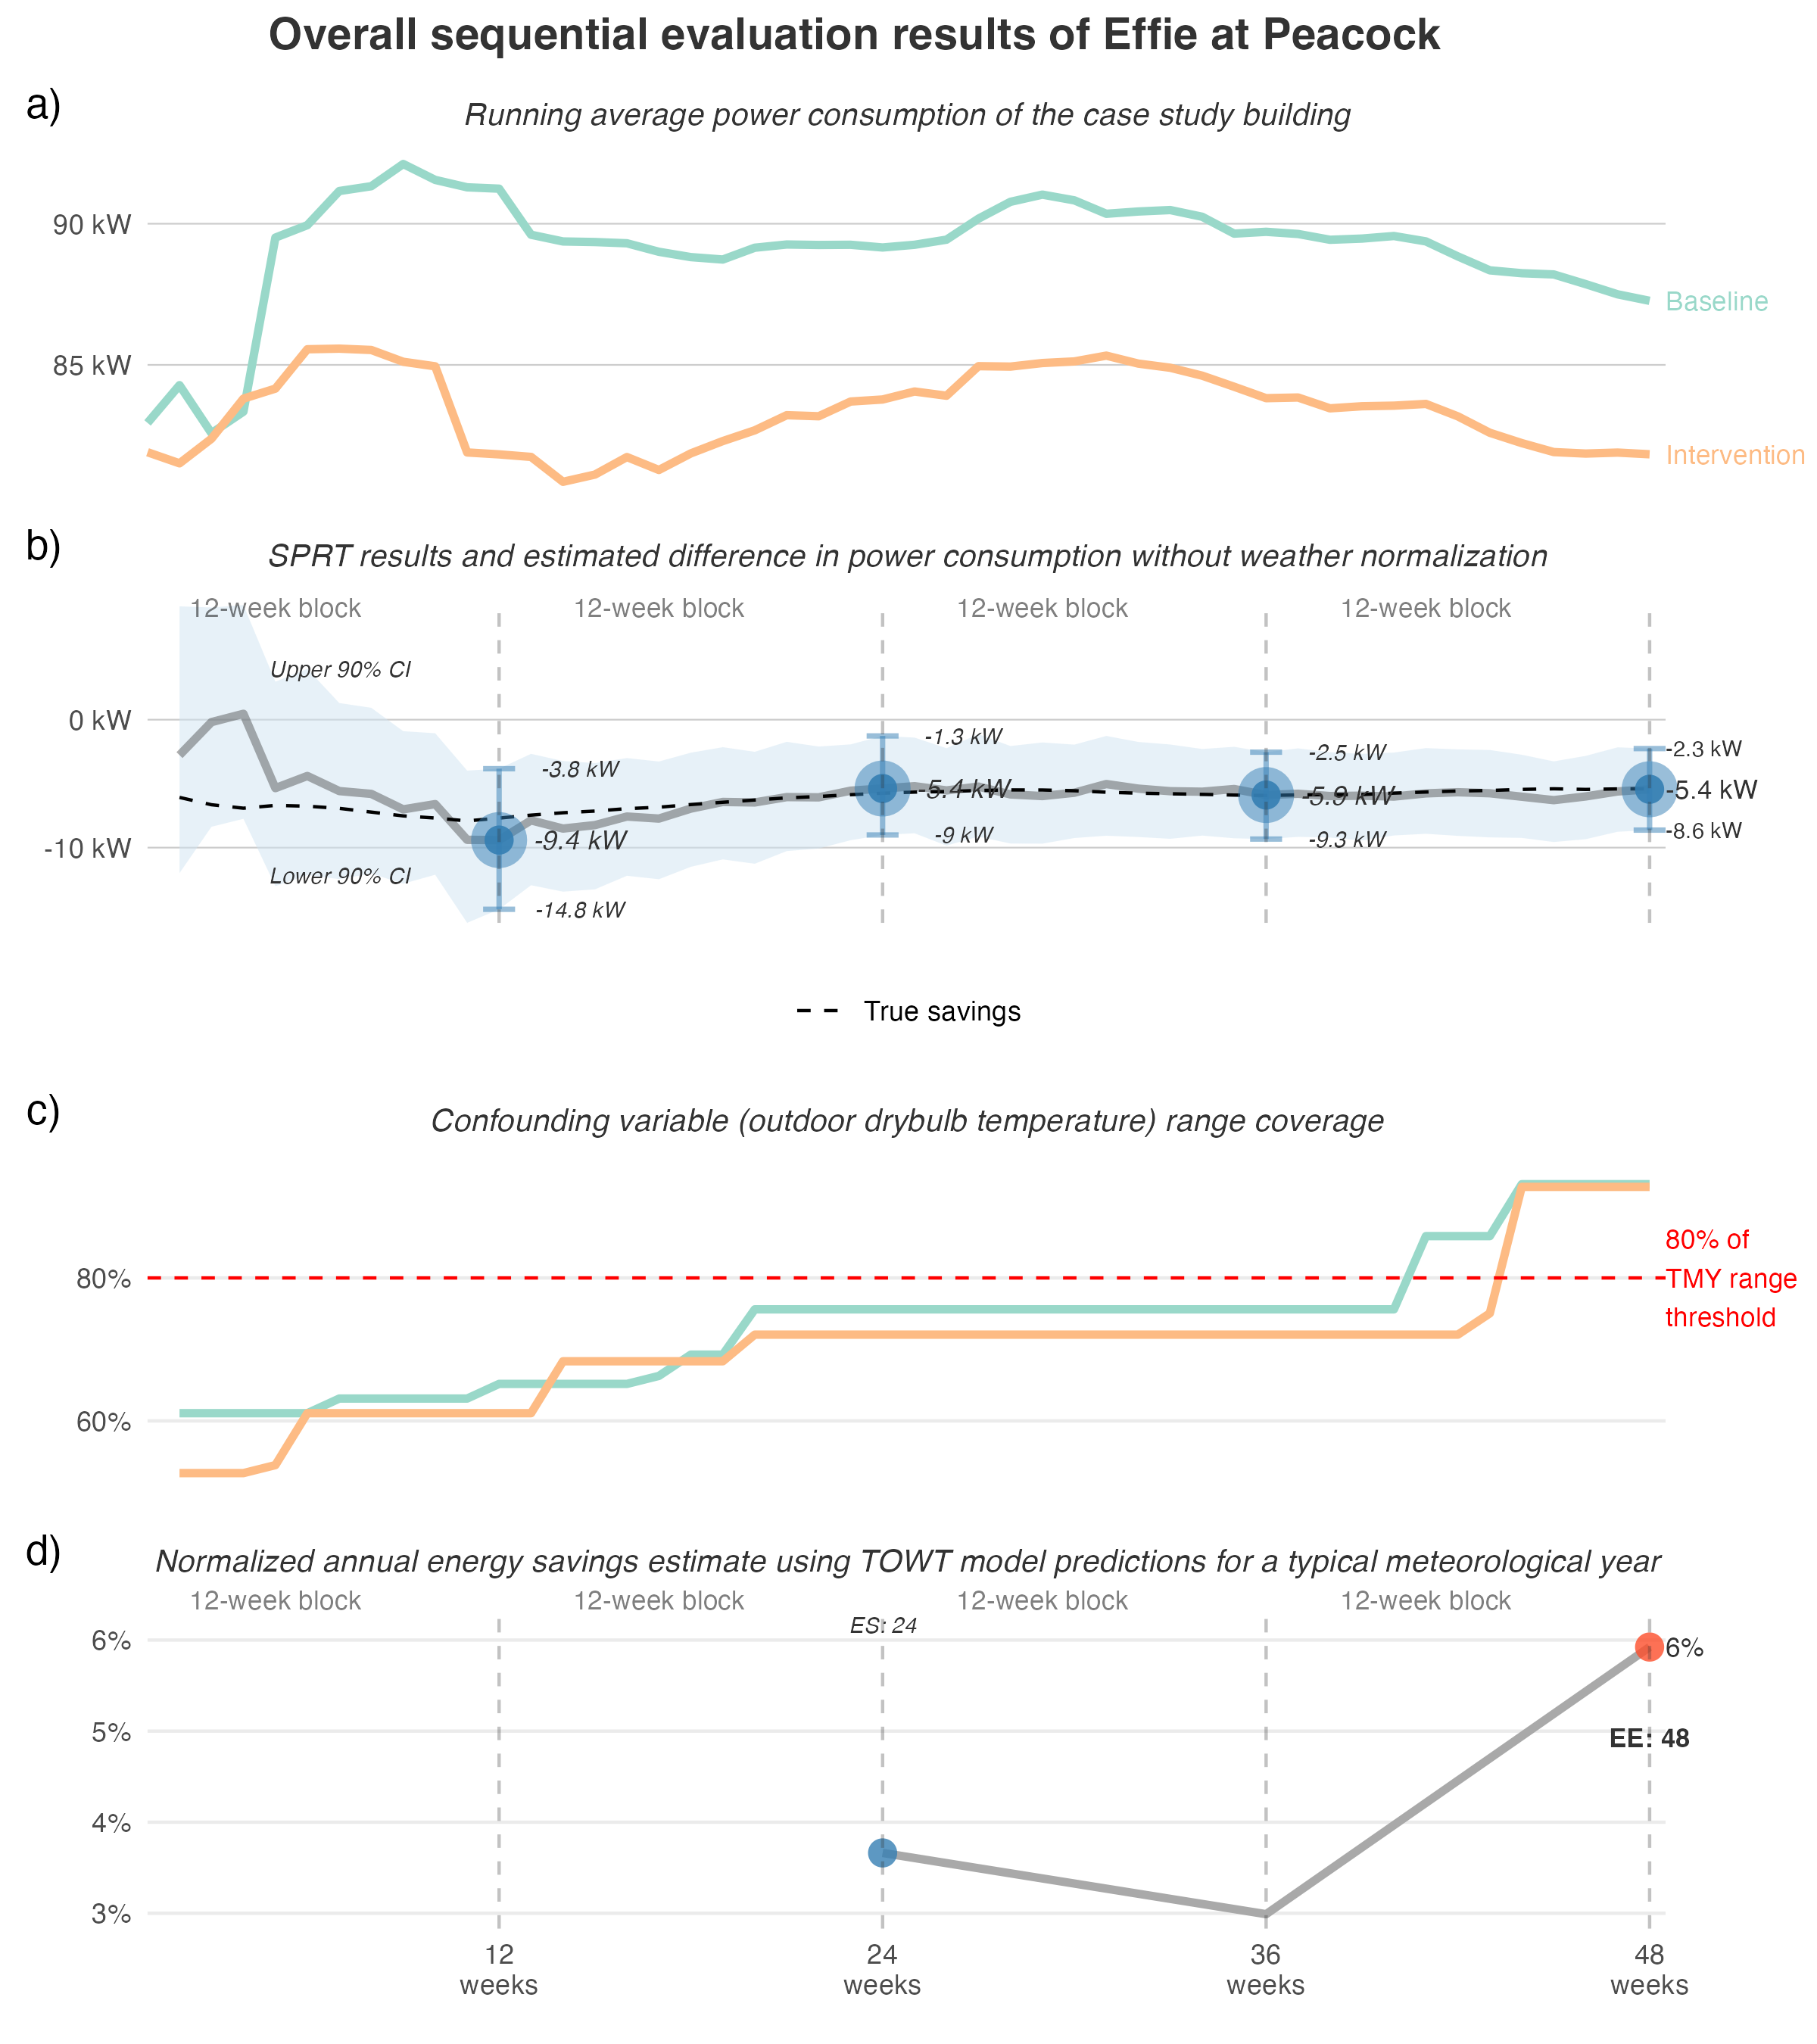 Overall sequential evaluation results of Effie at Peacock
a)
Running average power consumption of the case study building
90 kW
85 kW
Baseline
Intervention
b)
SPRT results and estimated difference in power consumption without weather normalization
12-week block
12-week block
12-week block
12-week block
Upper 90% CI
0 kW
-10 kW
Lower 90% CI
-3.8 kW
-9.4 kW
-14.8 kW
-1.3 kW
-5.4 kW
-9 kW
-2.5 kW
-5.9 kW
-9.3 kW
-2.3 kW
-5.4 kW
-8.6 kW
True savings
c)
Confounding variable (outdoor drybulb temperature) range coverage
80%
60%
80% of
TMY range
threshold
d)
Normalized annual energy savings estimate using TOWT model predictions for a typical meteorological year
12-week block
12-week block
12-week block
12-week block
ES: 24
6%
5%
4%
3%
6%
EE: 48
12
weeks
24
weeks
36
weeks
48
weeks